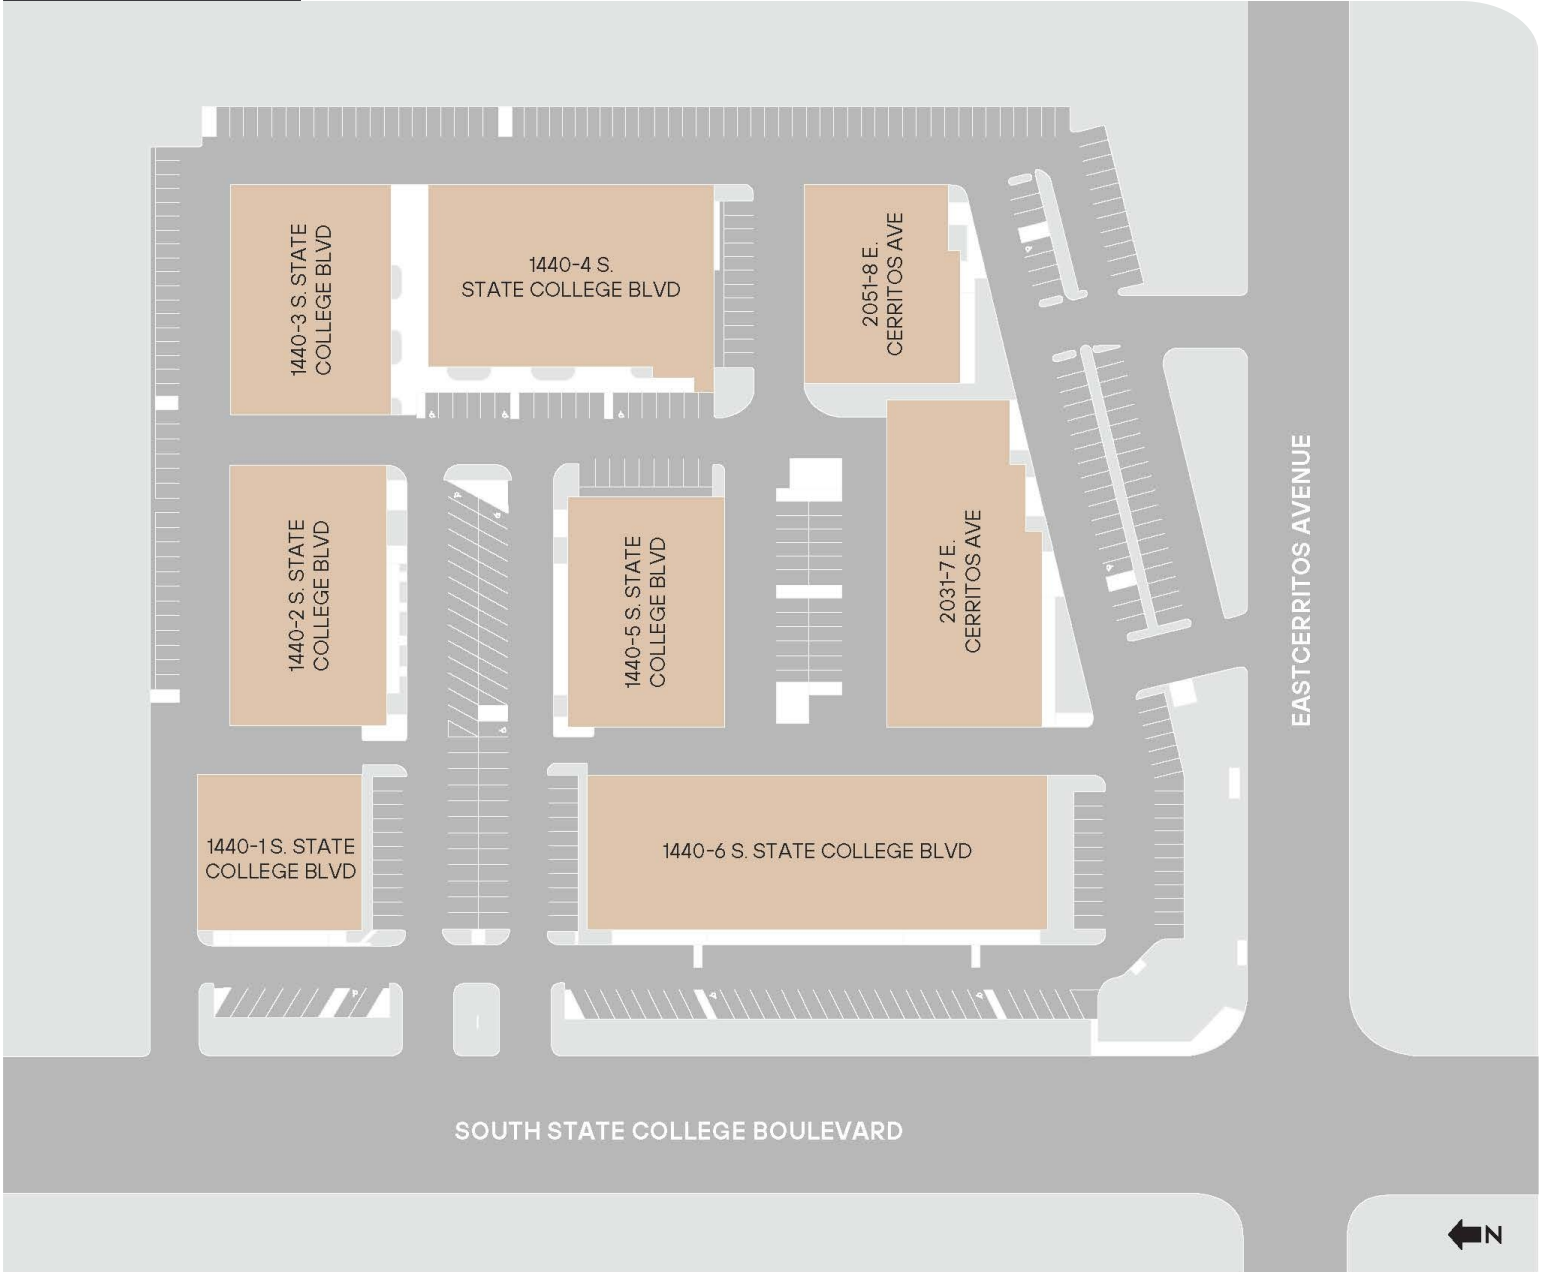 1440-3 S. STATE
COLLEGE BLVD
1440-4 S.
STATE COLLEGE BLVD
2051-8 E.
CERRITOS AVE
1440-2 S. STATE
COLLEGE BLVD
1440-5 S. STATE
COLLEGE BLVD
2031-7 E.
CERRITOS AVE
EASTCERRITOS AVENUE
1440-1 S. STATE
COLLEGE BLVD
1440-6 S. STATE COLLEGE BLVD
SOUTH STATE COLLEGE BOULEVARD
N